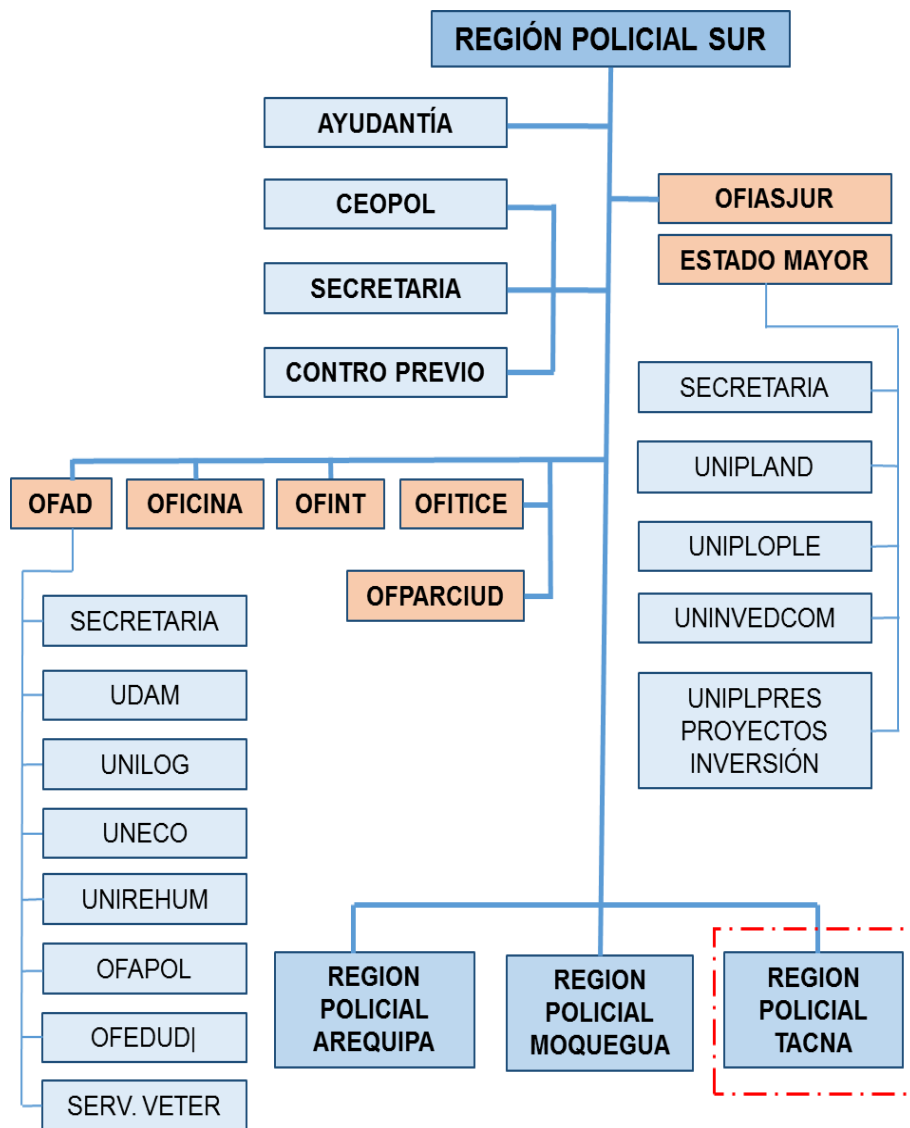 REGIÓN POLICIAL SUR
AYUDANTÍA
CEOPOL
OFIASJUR
ESTADO MAYOR
SECRETARIA
CONTRO PREVIO
SECRETARIA
UNIPLAND
OFAD
OFICINA
OFINT
OFITICE
UNIPLOPLE
OFPARCIUD
SECRETARIA
UNINVEDCOM
UDAM
UNIPLPRES
PROYECTOS
INVERSIÓN
UNILOG
UNECO
UNIREHUM
OFAPOL
OFEDUD|
SERV. VETER
REGION
POLICIAL
AREQUIPA
REGION
POLICIAL
MOQUEGUA
REGION
POLICIAL
TACNA